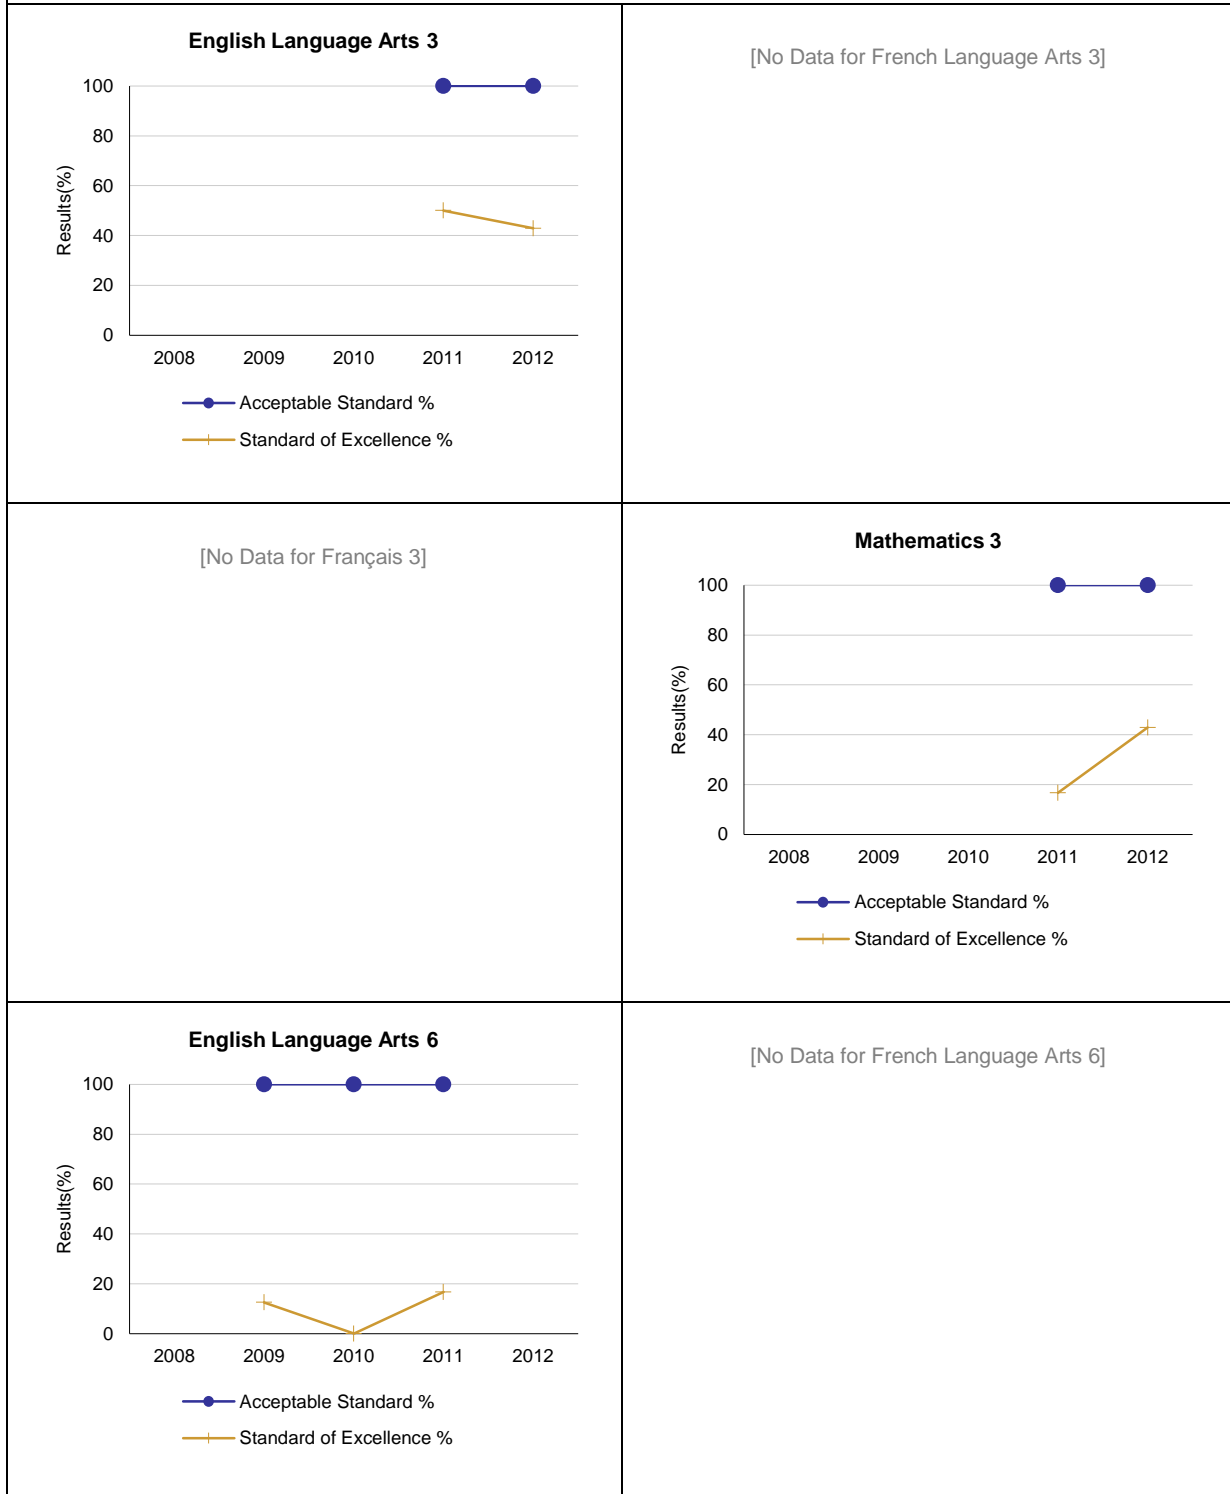 English Language Arts 3
100
80
60
40
20
0
Results(%)
2008 2009 2010 2011 2012
Acceptable Standard %
Standard of Excellence %
[No Data for French Language Arts 3]
[No Data for Français 3]
Mathematics 3
100
80
60
40
20
0
Results(%)
2008 2009 2010 2011 2012
Acceptable Standard %
Standard of Excellence %
English Language Arts 6
100
80
60
40
20
0
Results(%)
2008 2009 2010 2011 2012
Acceptable Standard %
Standard of Excellence %
[No Data for French Language Arts 6]